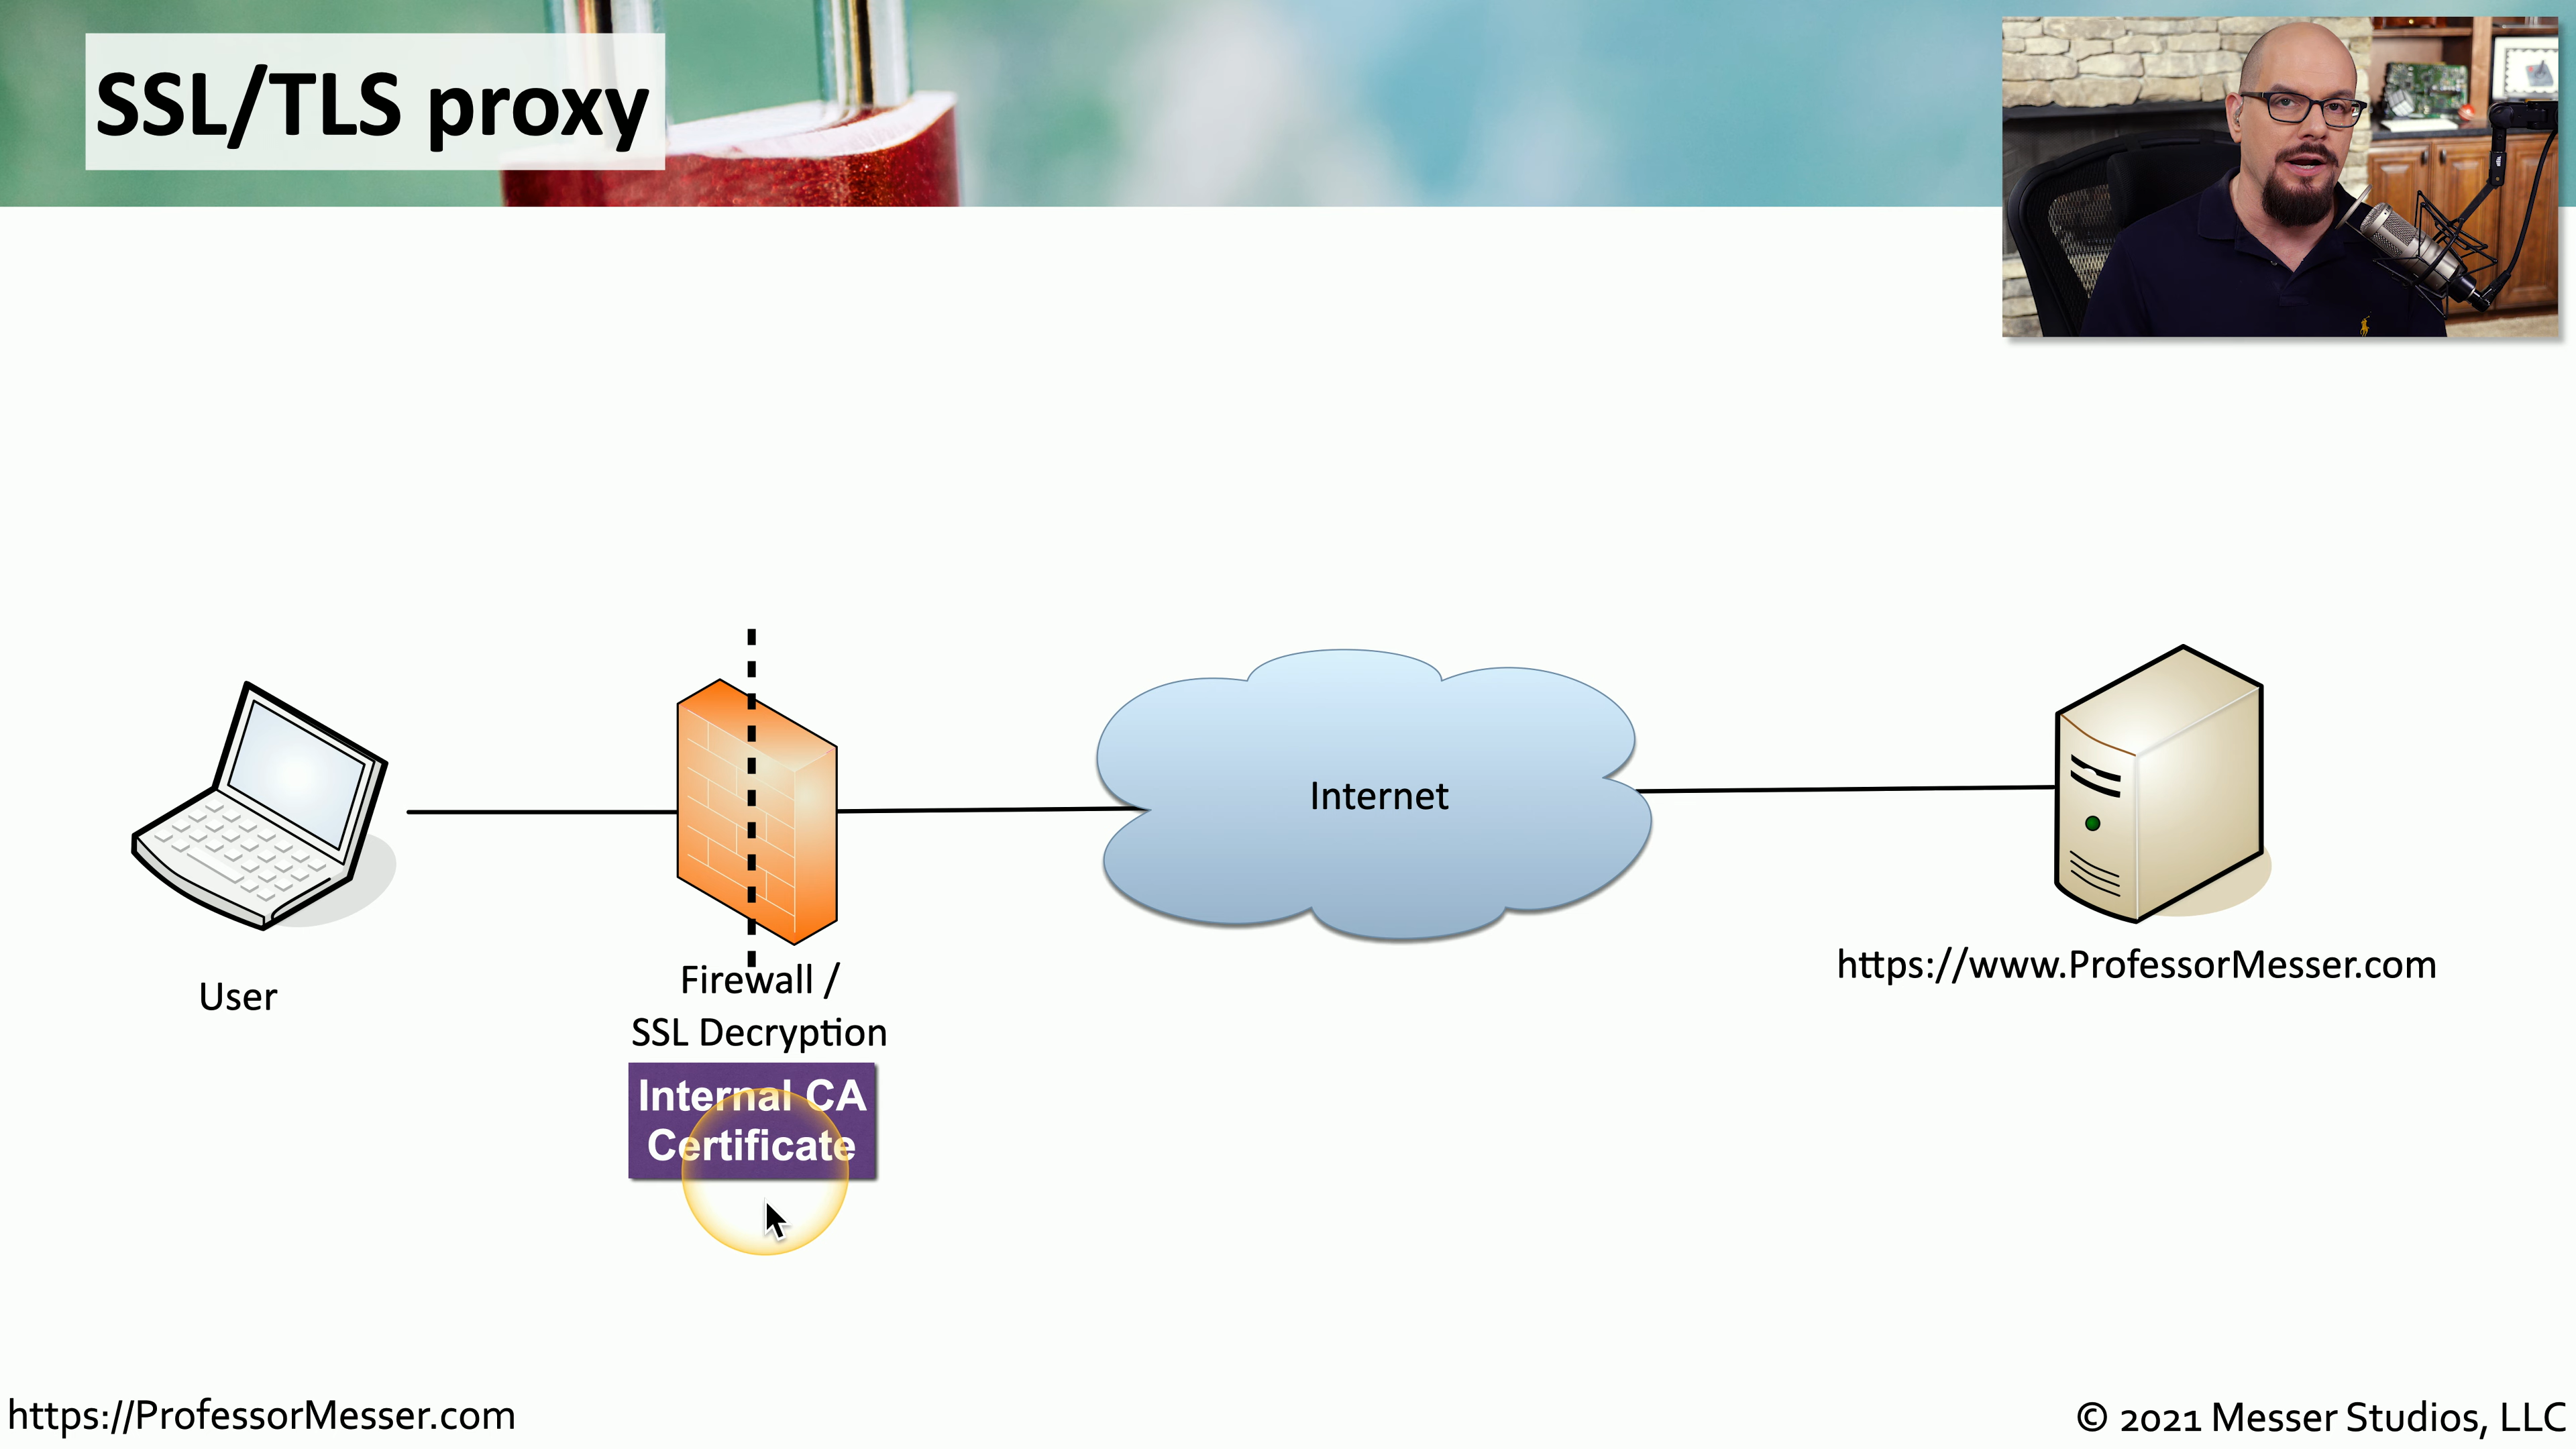 SSL/TLS proxy
Internet
https://www.ProfessorMesser.com
User
Firewall /
SSL Decryption
Internal CA
Certificate
https://ProfessorMesser.com
© 2021 Messer Studios, LLC